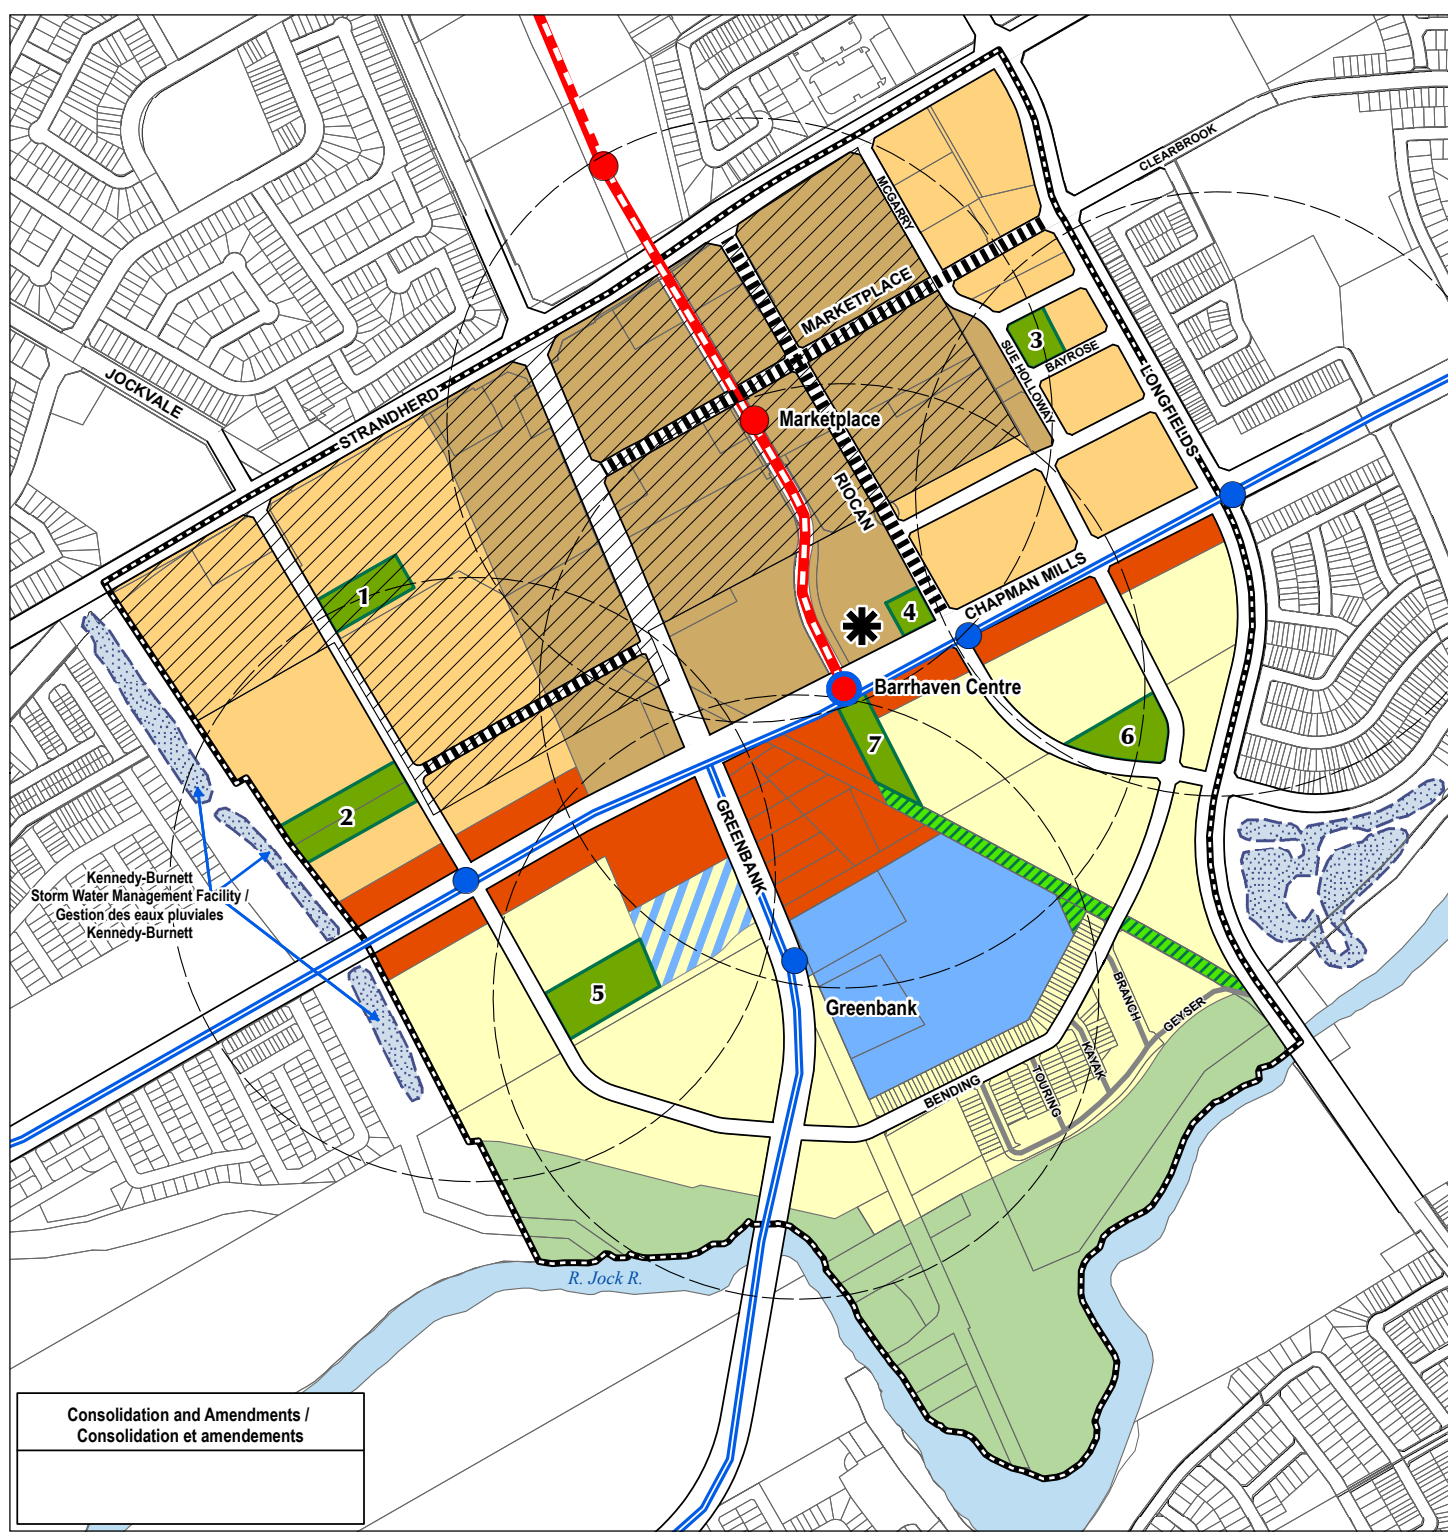 CLEARBROOK
MCGARRY
MARKETPLACE
3
SUE HOLLOWAY
BAYROSE
LONGFIELDS
JOCKVALE
STRANDHERD
Marketplace
RIOCAN
1
4
CHAPMAN MILLS
Barrhaven Centre
7
6
2
GREENBANK
Kennedy-Burnett
Storm Water Management Facility /
Gestion des eaux pluviales
Kennedy-Burnett
5
Greenbank
BRANCH
GEYSER
KAYAK
TOURING
BENDING
R. Jock R.
Consolidation and Amendments /
Consolidation et amendements